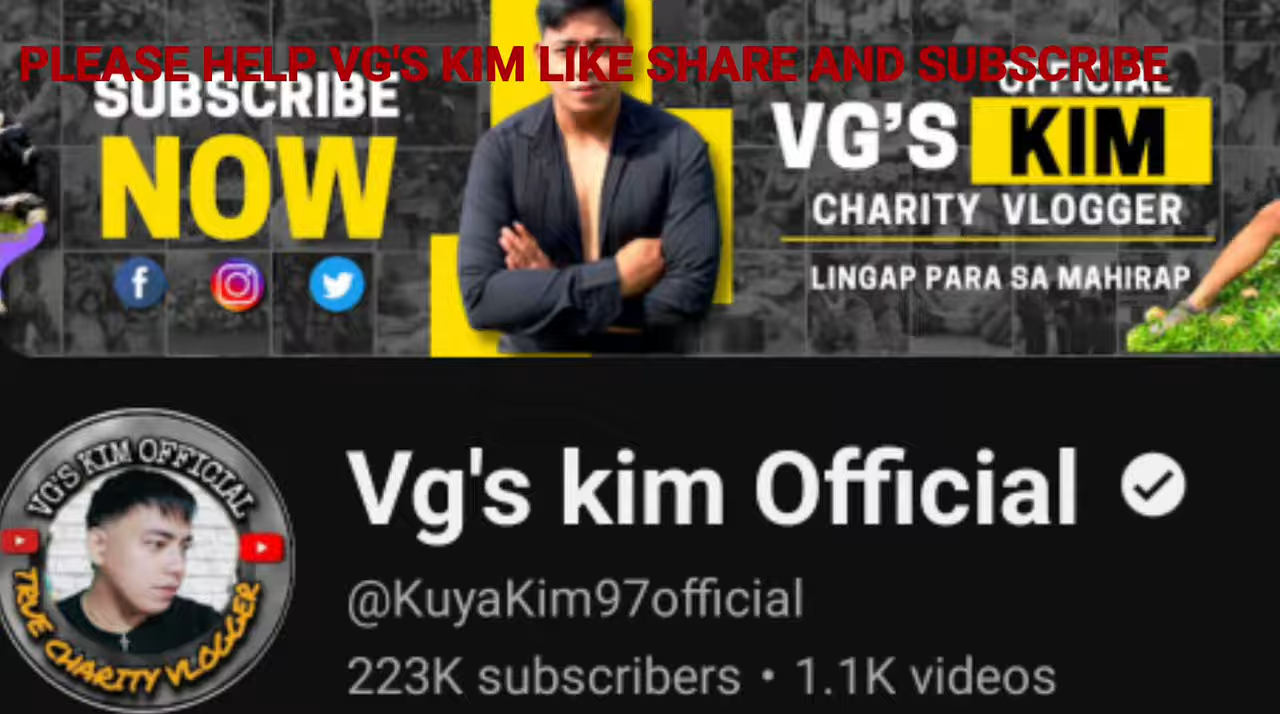 PLEASE HELP VG'S KIM LIKE SHARE AND SUBSCRIBE
SUBSCRIBE
NOW
OFFICIAL
VG'S KIM
CHARITY VLOGGER
LINGAP PARA SA MAHIRAP
VG'S KIM OFFICIAL
TRUE CHARITY VLOGGER
Vg's kim Official
@KuyaKim97official
223K subscribers • 1.1K videos